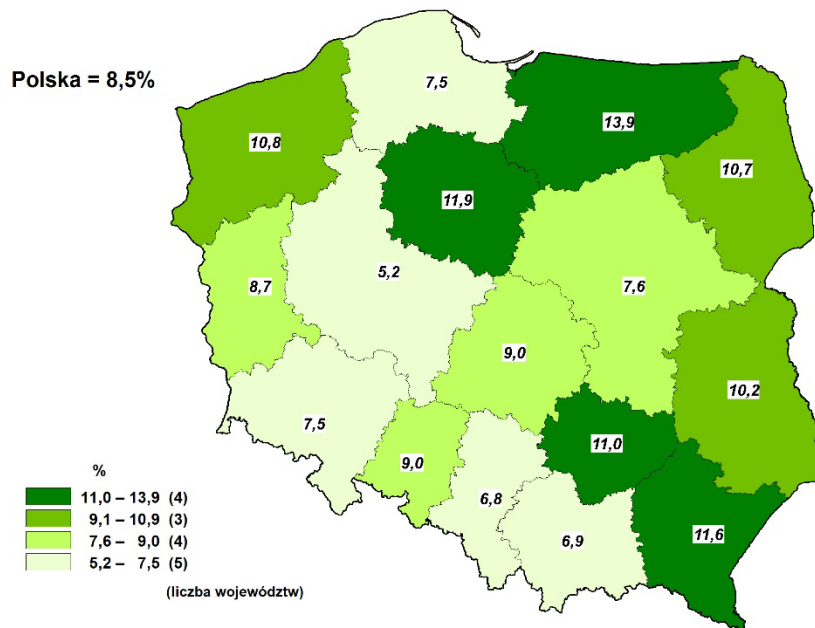 Polska = 8,5%
7,5
13,9
10,8
10,7
11,9
5,2
8,7
7,6
9,0
10,2
7,5
11,0
9,0
6,8
6,9
11,6
%
11,0 – 13,9 (4)
9,1 – 10,9 (3)
7,6 – 9,0 (4)
5,2 – 7,5 (5)
(liczba województw)